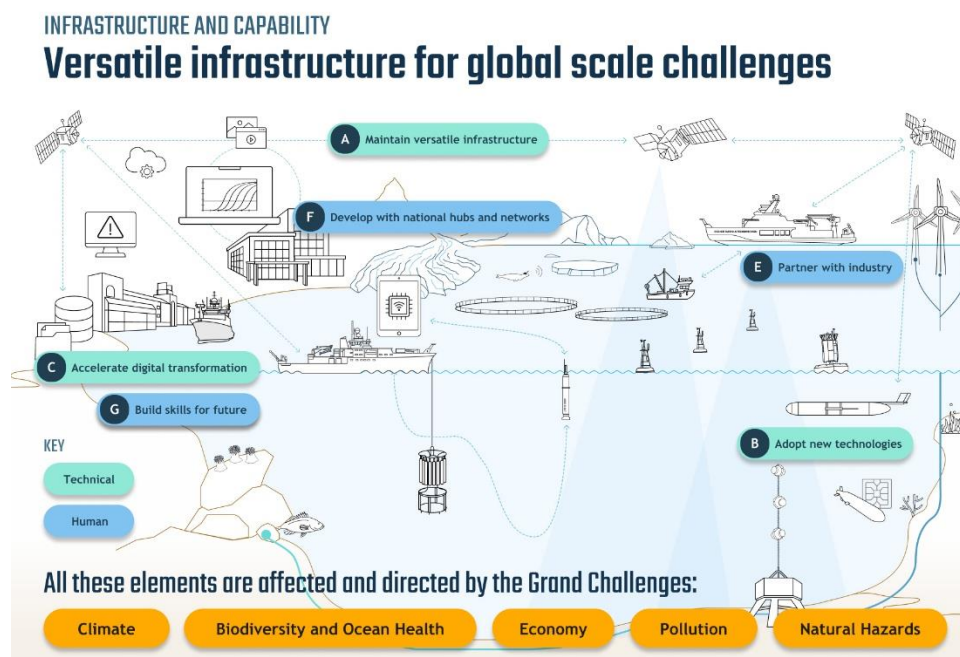 INFRASTRUCTURE AND CAPABILITY
Versatile infrastructure for global scale challenges
A Maintain versatile infrastructure
F Develop with national hubs and networks
E Partner with industry
C Accelerate digital transformation
G Build skills for future
B Adopt new technologies
KEY
Technical
Human
All these elements are affected and directed by the Grand Challenges:
Climate
Biodiversity and Ocean Health
Economy
Pollution
Natural Hazards